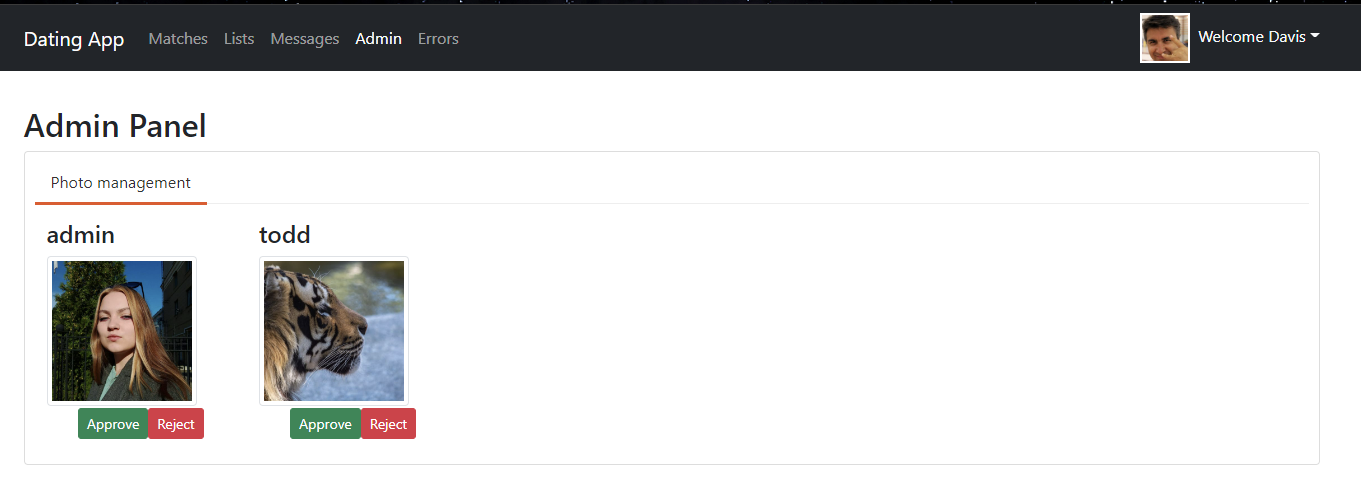 Dating App Matches Lists Messages Admin Errors Welcome Davis
Admin Panel
Photo management
admin todd
Approve Reject Approve Reject